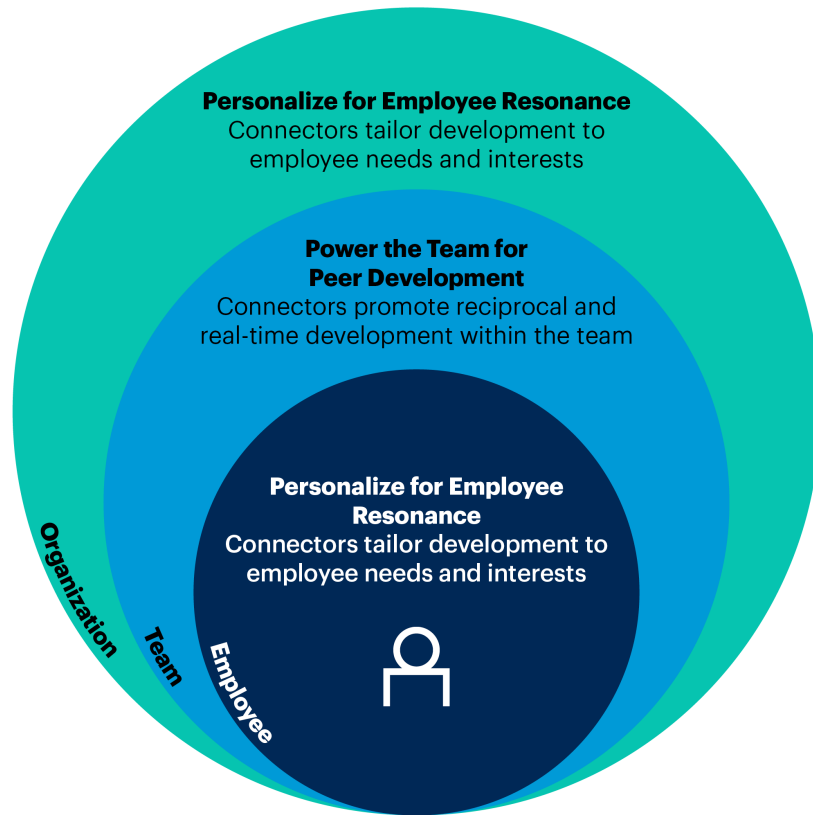 Personalize for Employee Resonance
Connectors tailor development to
employee needs and interests
Power the Team for
Peer Development
Connectors promote reciprocal and
real-time development within the team
Personalize for Employee
Resonance
Connectors tailor development to
employee needs and interests
Organization
Team
Employee